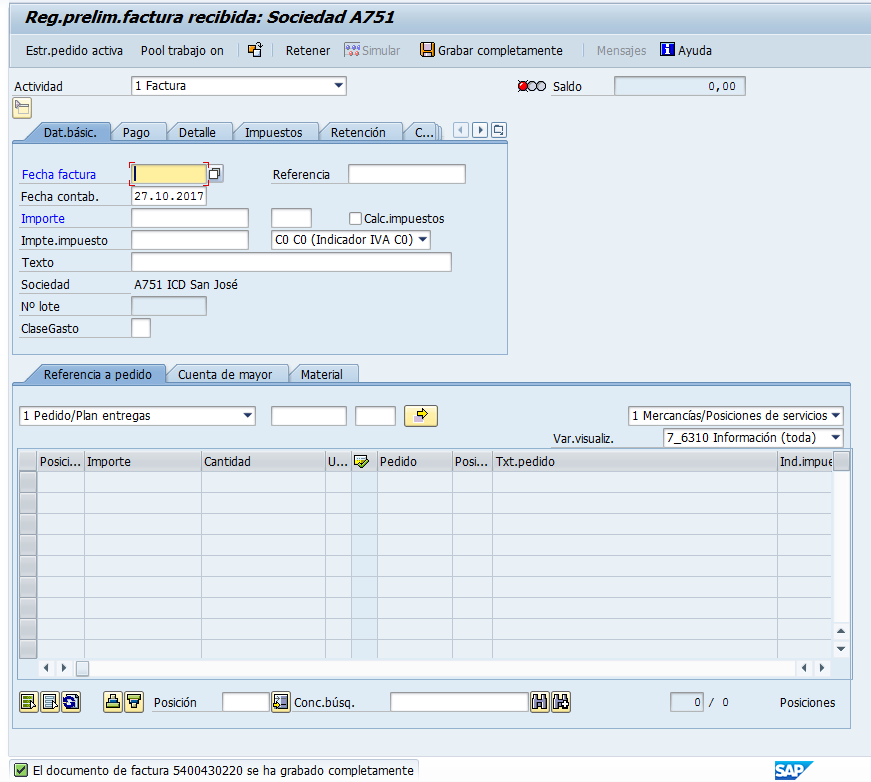 Reg.prelim.factura recibida: Sociedad A751
Estr.pedido activa Pool trabajo on Retener Simular Grabar completamente Mensajes Ayuda
Actividad 1 Factura Saldo 0,00
Dat.básic. Pago Detalle Impuestos Retención C...
Fecha factura Referencia
Fecha contab. 27.10.2017
Importe Calc.impuestos
Impte.impuesto C0 C0 (Indicador IVA C0)
Texto
Sociedad A751 ICD San José
Nº lote
ClaseGasto
Referencia a pedido Cuenta de mayor Material
1 Pedido/Plan entregas 1 Mercancías/Posiciones de servicios
Var.visualiz. 7_6310 Información (toda)
Posici... Importe Cantidad U... Pedido Posi... Txt.pedido Ind.impue
Posición Conc.búsq. 0 / 0 Posiciones
El documento de factura 5400430220 se ha grabado completamente SAP